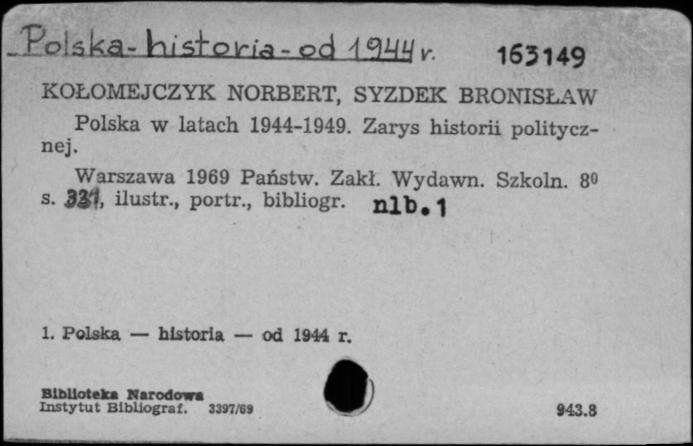 Polska - historia - od 1944 r. 163149
KOŁOMEJCZYK NORBERT, SYZDEK BRONISŁAW
Polska w latach 1944-1949. Zarys historii politycz-
nej.
Warszawa 1969 Państw. Zakł. Wydawn. Szkoln. 8⁰
s. , ilustr., portr., bibliogr. nlb. 1
1. Polska — historia — od 1944 r.
Biblioteka Narodowa
Instytut Bibliograf. 3397/69 943.8